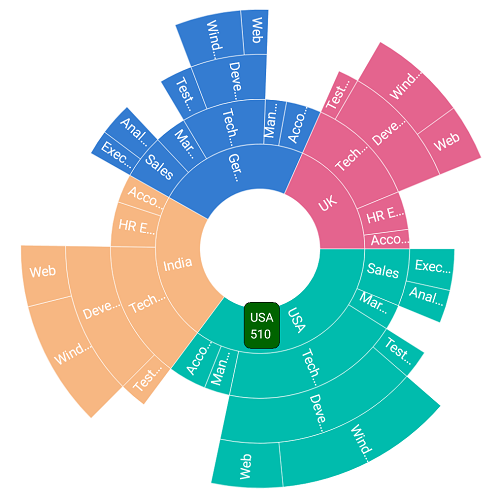 Web
Wind...
Deve...
Test...
Man...
Acco...
Tech...
Mar...
Anal...
Exec...
Sales
Ger...
Test...
Wind...
Web
Deve...
Tech...
UK
HR E...
Acco...
Acco...
HR E...
India
Web
Deve...
Tech...
Wind...
Test...
Sales
Exec...
Anal...
Mar...
USA
USA
510
Acco...
Man...
Tech...
Test...
Deve...
Wind...
Web